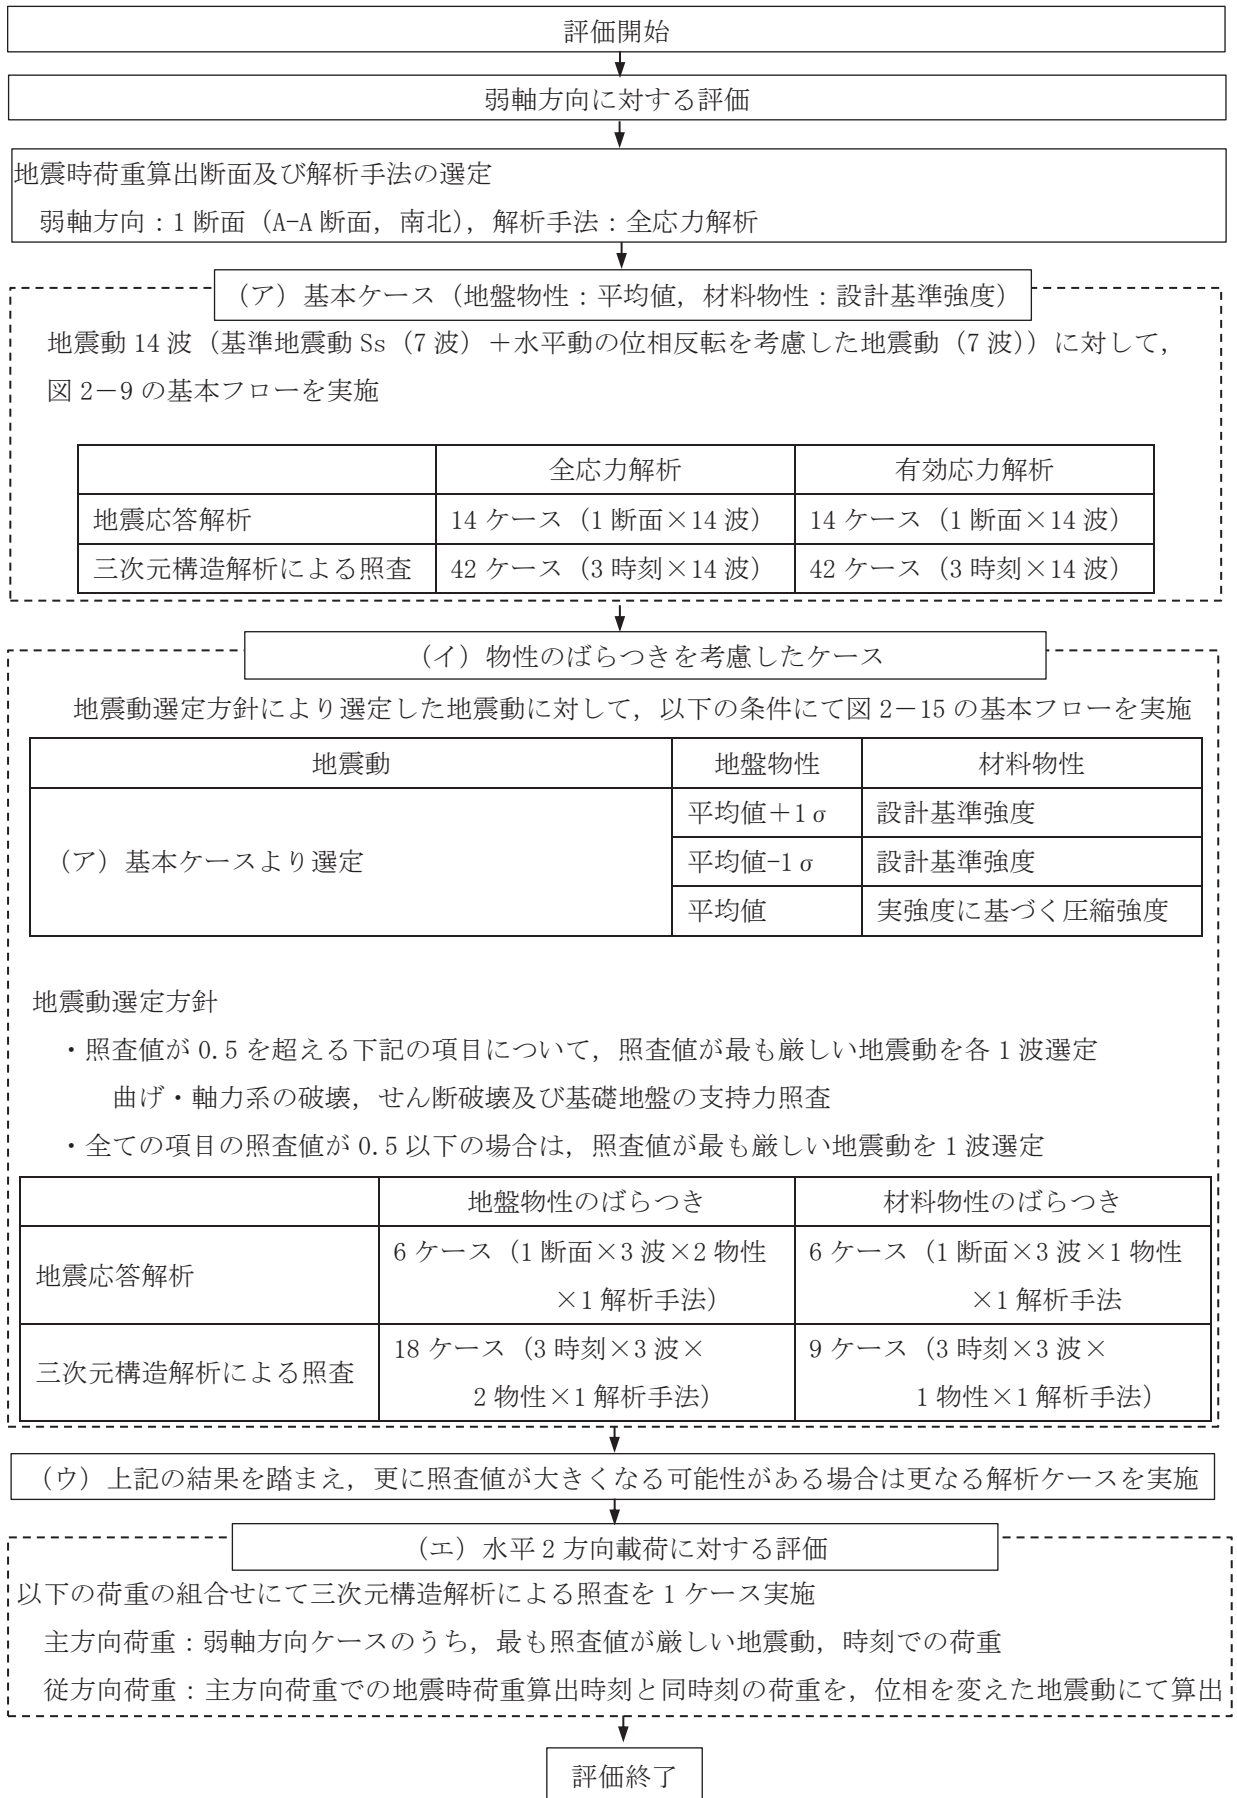 評価開始
弱軸方向に対する評価
地震時荷重算出断面及び解析手法の選定
弱軸方向：1 断面（A-A 断面，南北），解析手法：全応力解析
（ア）基本ケース（地盤物性：平均値，材料物性：設計基準強度）
地震動 14 波（基準地震動 Ss（7 波）＋水平動の位相反転を考慮した地震動（7 波））に対して，
図 2－9 の基本フローを実施
全応力解析 有効応力解析
地震応答解析 14 ケース（1 断面×14 波） 14 ケース（1 断面×14 波）
三次元構造解析による照査 42 ケース（3 時刻×14 波） 42 ケース（3 時刻×14 波）
（イ）物性のばらつきを考慮したケース
地震動選定方針により選定した地震動に対して，以下の条件にて図 2－15 の基本フローを実施
地震動 地盤物性 材料物性
平均値＋1σ 設計基準強度
（ア）基本ケースより選定 平均値-1σ 設計基準強度
平均値 実強度に基づく圧縮強度
地震動選定方針
・照査値が 0.5 を超える下記の項目について，照査値が最も厳しい地震動を各 1 波選定
曲げ・軸力系の破壊，せん断破壊及び基礎地盤の支持力照査
・全ての項目の照査値が 0.5 以下の場合は，照査値が最も厳しい地震動を 1 波選定
地盤物性のばらつき 材料物性のばらつき
地震応答解析 6 ケース（1 断面×3 波×2 物性 6 ケース（1 断面×3 波×1 物性
×1 解析手法） ×1 解析手法
三次元構造解析による照査 18 ケース（3 時刻×3 波× 9 ケース（3 時刻×3 波×
2 物性×1 解析手法） 1 物性×1 解析手法）
（ウ）上記の結果を踏まえ，更に照査値が大きくなる可能性がある場合は更なる解析ケースを実施
（エ）水平 2 方向載荷に対する評価
以下の荷重の組合せにて三次元構造解析による照査を 1 ケース実施
主方向荷重：弱軸方向ケースのうち，最も照査値が厳しい地震動，時刻での荷重
従方向荷重：主方向荷重での地震時荷重算出時刻と同時刻の荷重を，位相を変えた地震動にて算出
評価終了